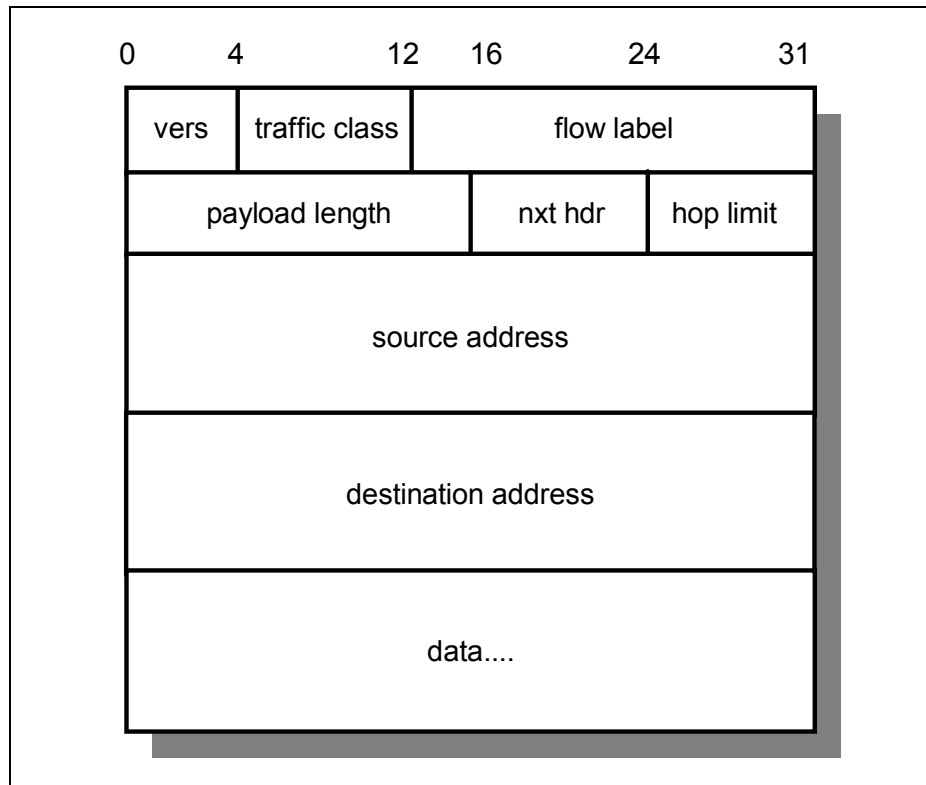 0 4 12 16 24 31
vers traffic class flow label
payload length nxt hdr hop limit
source address
destination address
data....